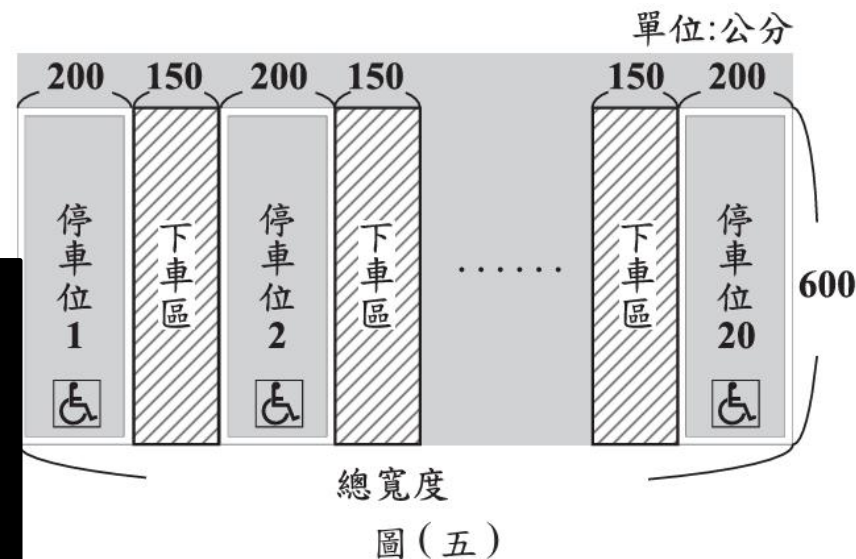 單位:公分
200 150 200 150 150 200
停車位1
下車區
停車位2
下車區
......
下車區
停車位20
600
總寬度
圖(五)